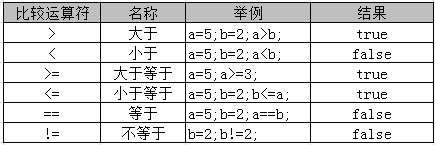 比较运算符 名称 举例 结果
> 大于 a=5;b=2;a>b; true
< 小于 a=5;b=2;a<b; false
>= 大于等于 a=5;a>=3; true
<= 小于等于 a=5;b=2;b<=a; true
== 等于 a=5;b=2;a==b; false
!= 不等于 b=2;b!=2; false